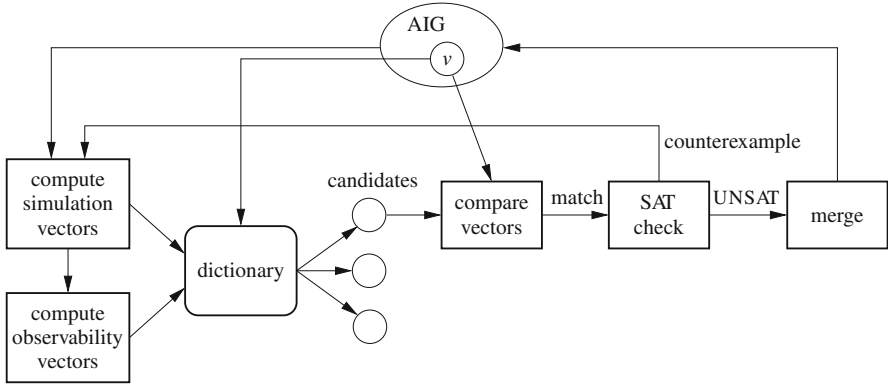 AIG
v
counterexample
compute
simulation
vectors
candidates
compare
vectors
match
SAT
check
UNSAT
merge
dictionary
compute
observability
vectors